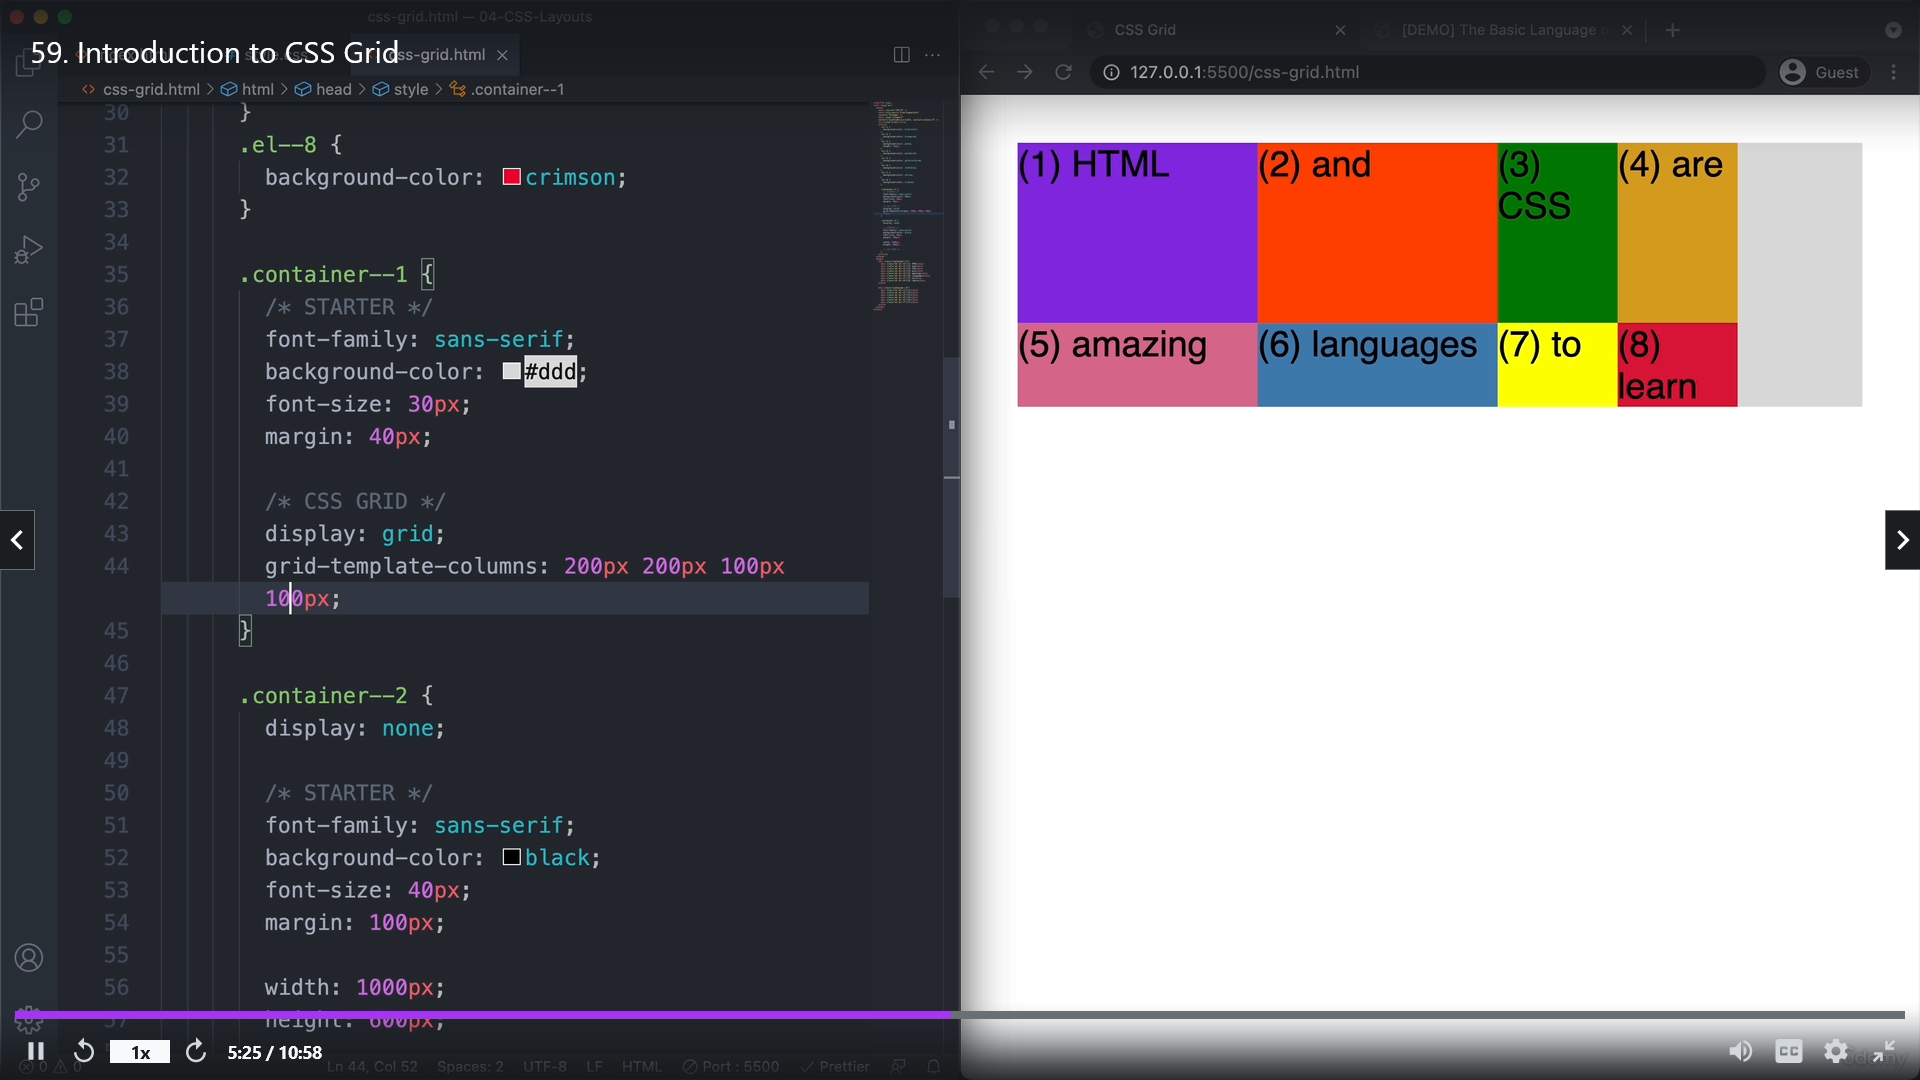 css-grid.html — 04-CSS-Layouts
59. Introduction to CSS Grid
css-grid.html
css-grid.html > html > head > style > .container--1
30 }
31 .el--8 {
32 background-color: crimson;
33 }
34
35 .container--1 {
36 /* STARTER */
37 font-family: sans-serif;
38 background-color: #ddd;
39 font-size: 30px;
40 margin: 40px;
41
42 /* CSS GRID */
43 display: grid;
44 grid-template-columns: 200px 200px 100px
100px;
45 }
46
47 .container--2 {
48 display: none;
49
50 /* STARTER */
51 font-family: sans-serif;
52 background-color: black;
53 font-size: 40px;
54 margin: 100px;
55
56 width: 1000px;
57 height: 600px;
1x 5:25 / 10:58
0 0 Ln 44, Col 52 Spaces: 2 UTF-8 LF HTML Port : 5500 Prettier
CSS Grid
[DEMO] The Basic Language o
127.0.0.1:5500/css-grid.html
Guest
(1) HTML (2) and (3) CSS (4) are
(5) amazing (6) languages (7) to (8) learn
CC
Udemy